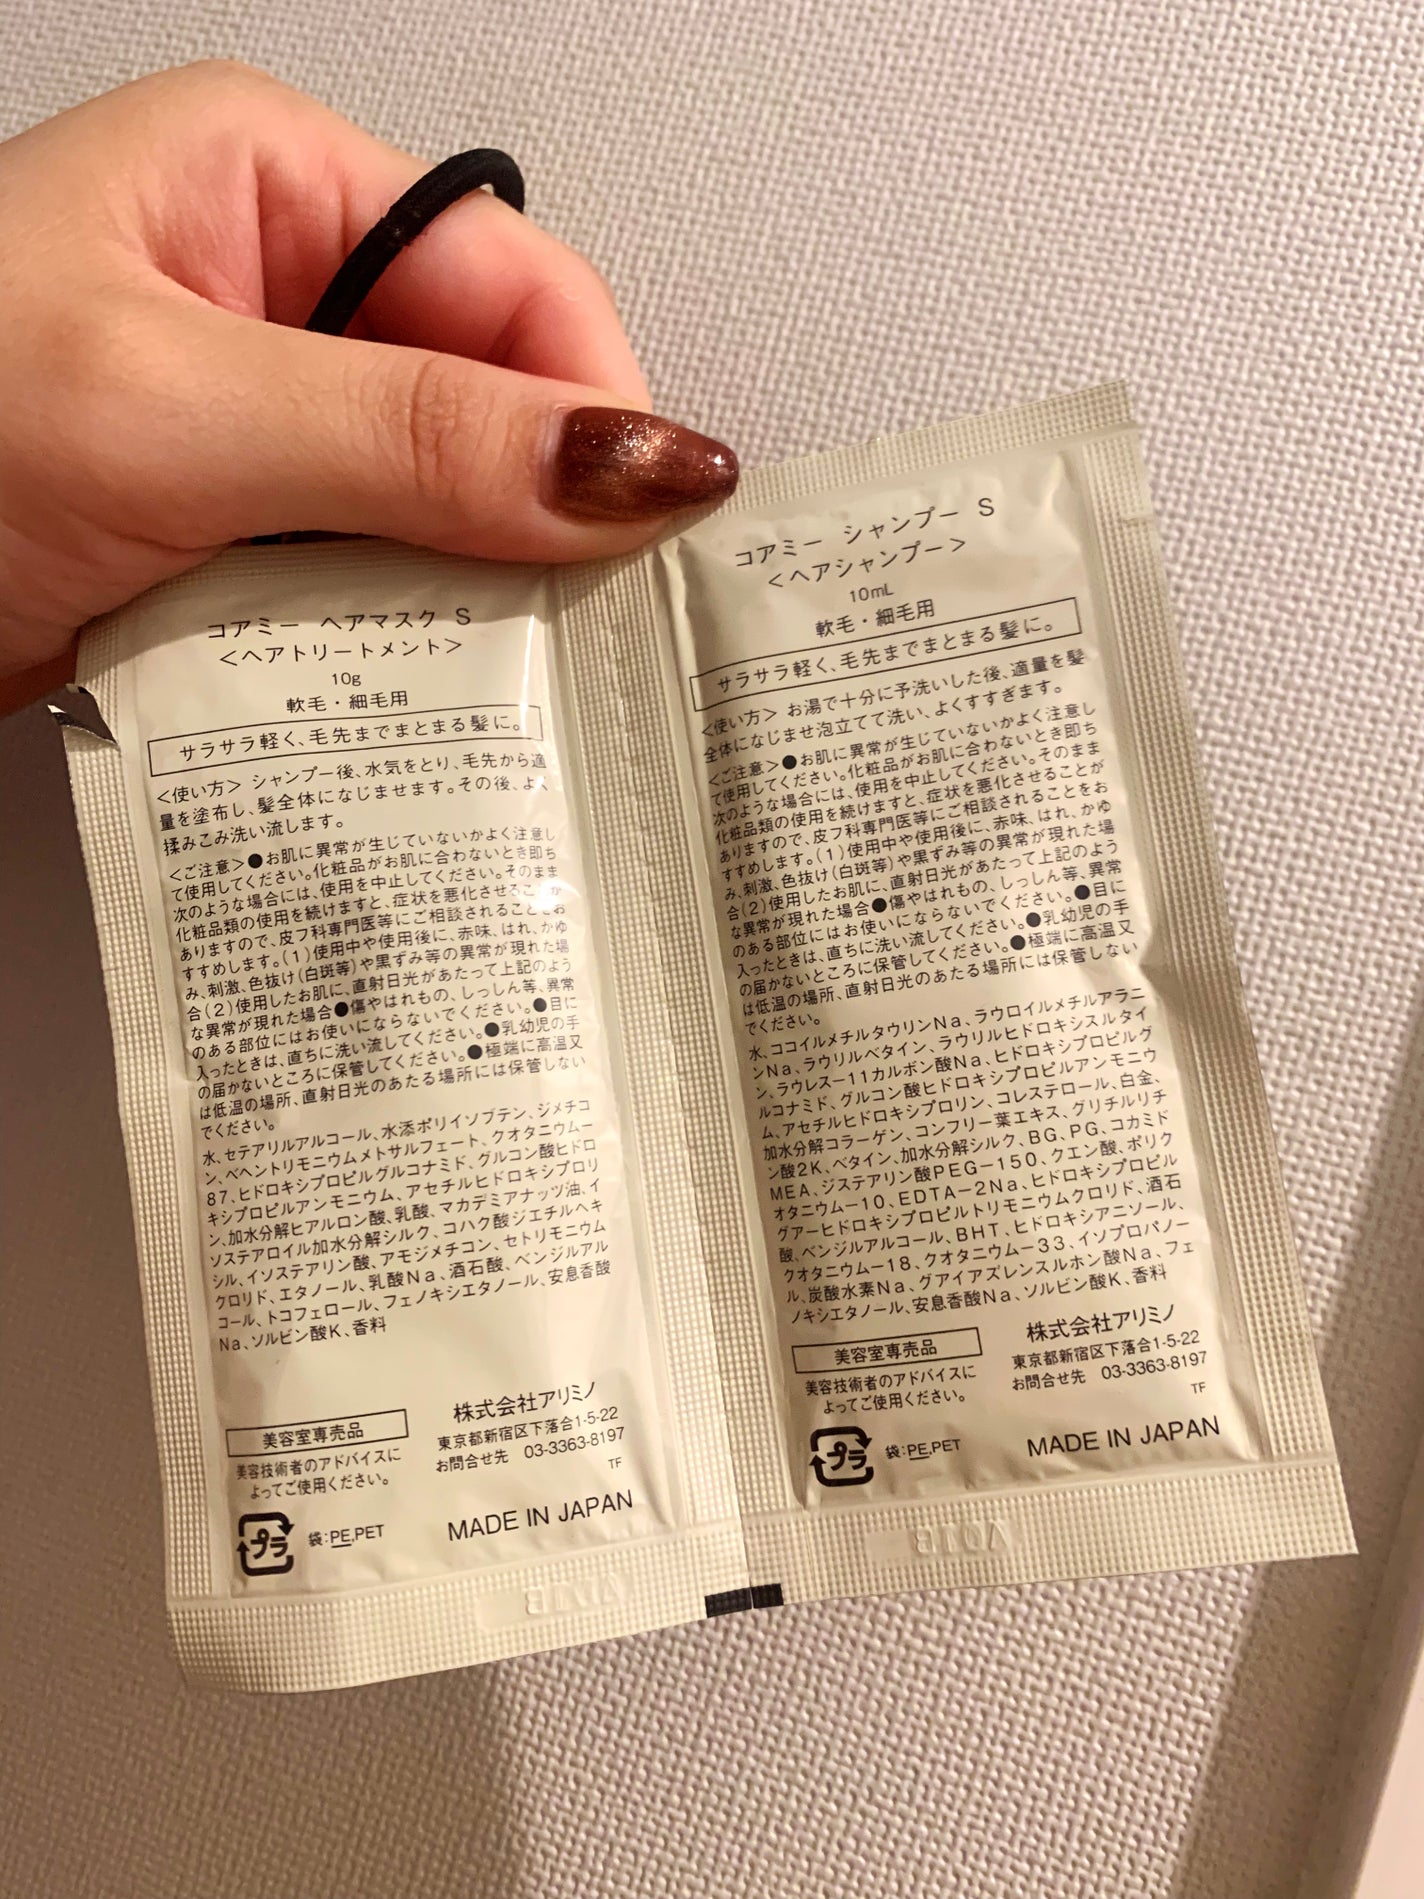 コアミー ヘアマスク S
＜ヘアトリートメント＞
10g
軟毛・細毛用
サラサラ軽く、毛先までまとまる髪に。
＜使い方＞ シャンプー後、水気をとり、毛先から適
量を塗布し、髪全体になじませます。その後、よく
揉みこみ洗い流します。
＜ご注意＞●お肌に異常が生じていないかよく注意し
て使用してください。化粧品がお肌に合わないとき即ち
次のような場合には、使用を中止してください。そのまま
化粧品類の使用を続けますと、症状を悪化させることが
ありますので、皮フ科専門医等にご相談されることをお
すすめします。(1)使用中や使用後に、赤味、はれ、かゆ
み、刺激、色抜け(白斑等)や黒ずみ等の異常が現れた場
合(2)使用したお肌に、直射日光があたって上記のよう
な異常が現れた場合●傷やはれもの、しっしん等、異常
のある部位にはお使いにならないでください。●目に
入ったときは、直ちに洗い流してください。●乳幼児の手
の届かないところに保管してください。●極端に高温又
は低温の場所、直射日光のあたる場所には保管しない
でください。
水、セテアリルアルコール、水添ポリイソブテン、ジメチコ
ン、ベヘントリモニウムメトサルフェート、クオタニウム－
87、ヒドロキシプロピルグルコナミド、グルコン酸ヒドロ
キシプロピルアンモニウム、アセチルヒドロキシプロリ
ン、加水分解ヒアルロン酸、乳酸、マカデミアナッツ油、イ
ソステアロイル加水分解シルク、コハク酸ジエチルヘキ
シル、イソステアリン酸、アモジメチコン、セトリモニウム
クロリド、エタノール、乳酸Na、酒石酸、ベンジルアル
コール、トコフェロール、フェノキシエタノール、安息香酸
Na、ソルビン酸K、香料
美容室専売品
美容技術者のアドバイスに
よってご使用ください。
株式会社アリミノ
東京都新宿区下落合1-5-22
お問合せ先 03-3363-8197
TF
プラ
袋：PE,PET
MADE IN JAPAN
コアミー シャンプー S
＜ヘアシャンプー＞
10mL
軟毛・細毛用
サラサラ軽く、毛先までまとまる髪に。
＜使い方＞ お湯で十分に予洗いした後、適量を髪
全体になじませ泡立てて洗い、よくすすぎます。
＜ご注意＞●お肌に異常が生じていないかよく注意し
て使用してください。化粧品がお肌に合わないとき即ち
次のような場合には、使用を中止してください。そのまま
化粧品類の使用を続けますと、症状を悪化させることが
ありますので、皮フ科専門医等にご相談されることをお
すすめします。(1)使用中や使用後に、赤味、はれ、かゆ
み、刺激、色抜け(白斑等)や黒ずみ等の異常が現れた場
合(2)使用したお肌に、直射日光があたって上記のよう
な異常が現れた場合●傷やはれもの、しっしん等、異常
のある部位にはお使いにならないでください。●目に
入ったときは、直ちに洗い流してください。●乳幼児の手
の届かないところに保管してください。●極端に高温又
は低温の場所、直射日光のあたる場所には保管しない
でください。
水、ココイルメチルタウリンNa、ラウロイルメチルアラニ
ンNa、ラウリルベタイン、ラウリルヒドロキシスルタイ
ン、ラウレス－11カルボン酸Na、ヒドロキシプロピルグ
ルコナミド、グルコン酸ヒドロキシプロピルアンモニウ
ム、アセチルヒドロキシプロリン、コレステロール、白金、
加水分解コラーゲン、コンフリー葉エキス、グリチルリチ
ン酸2K、ベタイン、加水分解シルク、BG、PG、コカミド
MEA、ジステアリン酸PEG－150、クエン酸、ポリク
オタニウム－10、EDTA－2Na、ヒドロキシプロピル
グアーヒドロキシプロピルトリモニウムクロリド、酒石
酸、ベンジルアルコール、BHT、ヒドロキシアニソール、
クオタニウム－18、クオタニウム－33、イソプロパノー
ル、炭酸水素Na、グアイアズレンスルホン酸Na、フェ
ノキシエタノール、安息香酸Na、ソルビン酸K、香料
美容室専売品
美容技術者のアドバイスに
よってご使用ください。
株式会社アリミノ
東京都新宿区下落合1-5-22
お問合せ先 03-3363-8197
TF
プラ
袋：PE,PET
MADE IN JAPAN